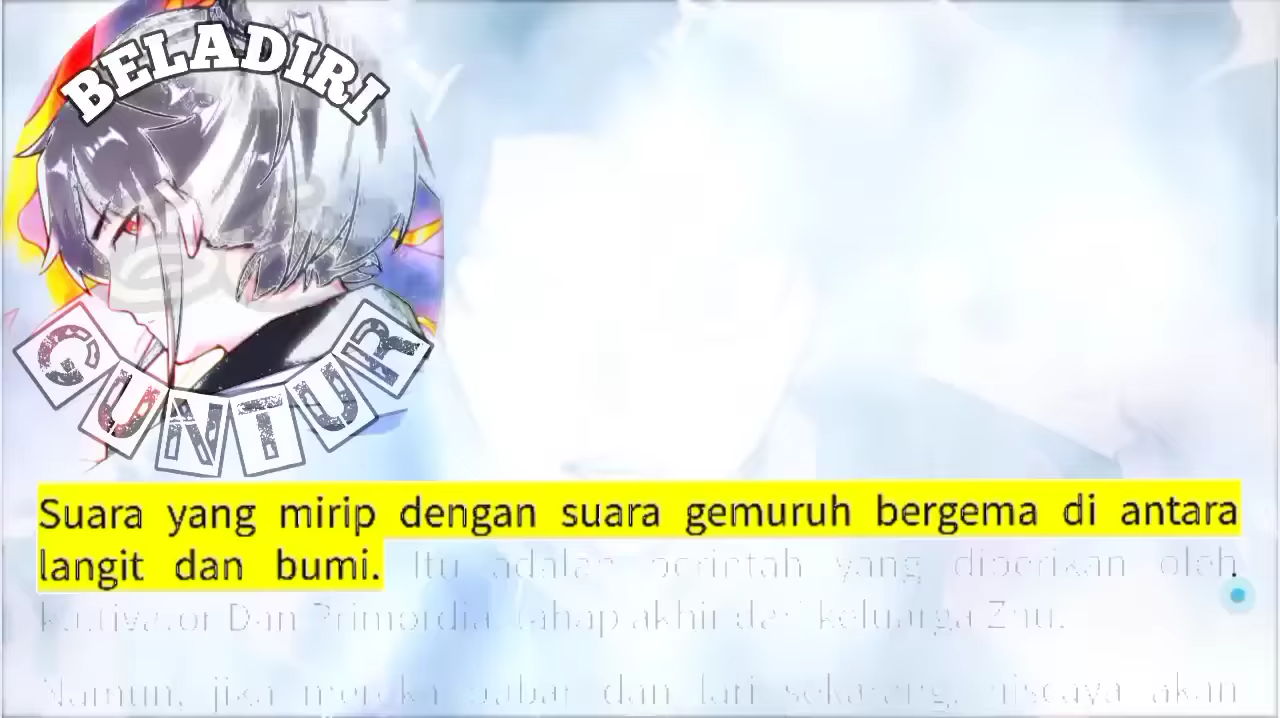 BELADIRI
GUNTUR
Suara yang mirip dengan suara gemuruh bergema di antara
langit dan bumi. Itu adalah perintah yang diberikan oleh
kultivator Dan Primordial tahap akhir dari keluarga Zhu.
Namun, jika mereka kabur dan lari sekarang, niscaya akan